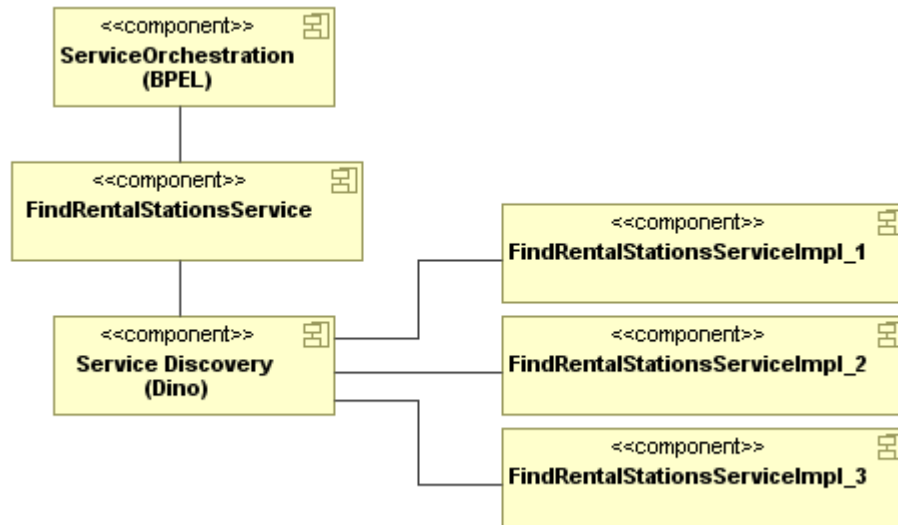 <<component>>
ServiceOrchestration
(BPEL)
<<component>>
FindRentalStationsService
<<component>>
Service Discovery
(Dino)
<<component>>
FindRentalStationsServiceImpl_1
<<component>>
FindRentalStationsServiceImpl_2
<<component>>
FindRentalStationsServiceImpl_3